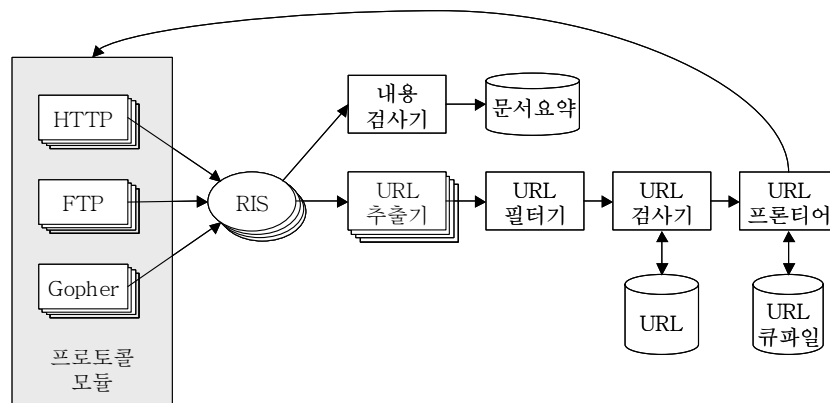 HTTP
FTP
Gopher
프로토콜
모듈
RIS
내용
검사기
문서요약
URL
추출기
URL
필터기
URL
검사기
URL
프론티어
URL
URL
큐파일